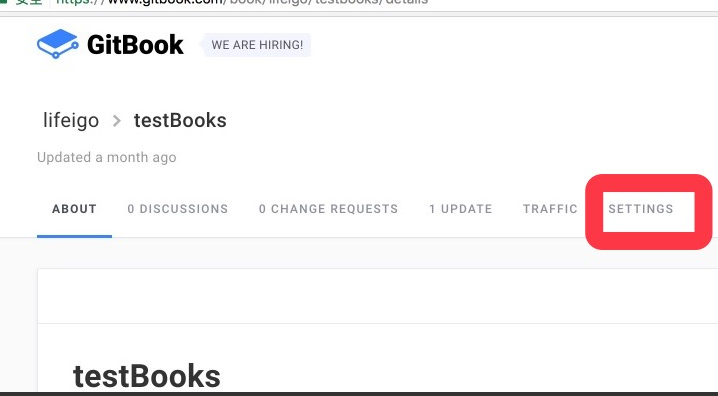 安全 https://www.gitbook.com/book/lifeigo/testbooks/details
GitBook WE ARE HIRING!
lifeigo > testBooks
Updated a month ago
ABOUT 0 DISCUSSIONS 0 CHANGE REQUESTS 1 UPDATE TRAFFIC SETTINGS
testBooks